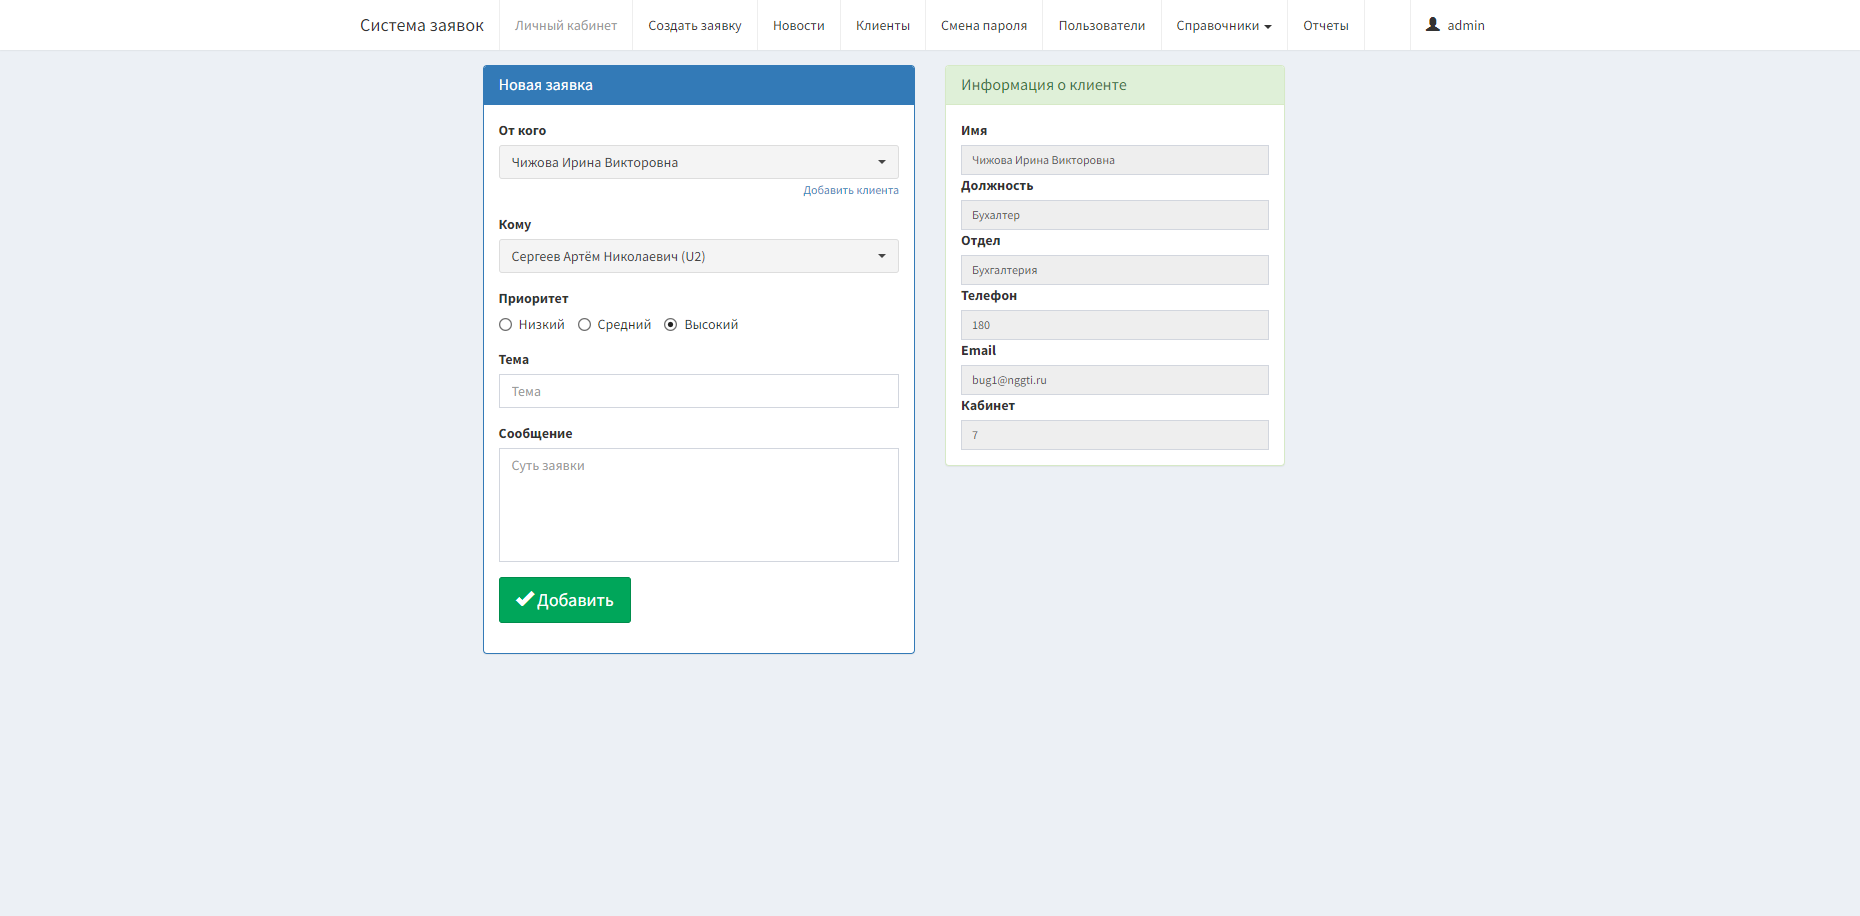 Система заявок Личный кабинет Создать заявку Новости Клиенты Смена пароля Пользователи Справочники Отчеты admin
Новая заявка
От кого
Чижова Ирина Викторовна
Добавить клиента
Кому
Сергеев Артём Николаевич (U2)
Приоритет
Низкий Средний Высокий
Тема
Тема
Сообщение
Суть заявки
Добавить
Информация о клиенте
Имя
Чижова Ирина Викторовна
Должность
Бухалтер
Отдел
Бухгалтерия
Телефон
180
Email
bug1@nggti.ru
Кабинет
7